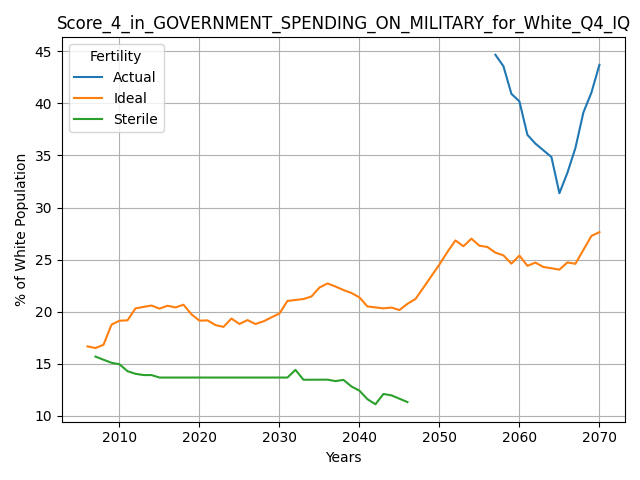 Score_4_in_GOVERNMENT_SPENDING_ON_MILITARY_for_White_Q4_IQ
Fertility
Actual
Ideal
Sterile
% of White Population
45
40
35
30
25
20
15
10
2010 2020 2030 2040 2050 2060 2070
Years